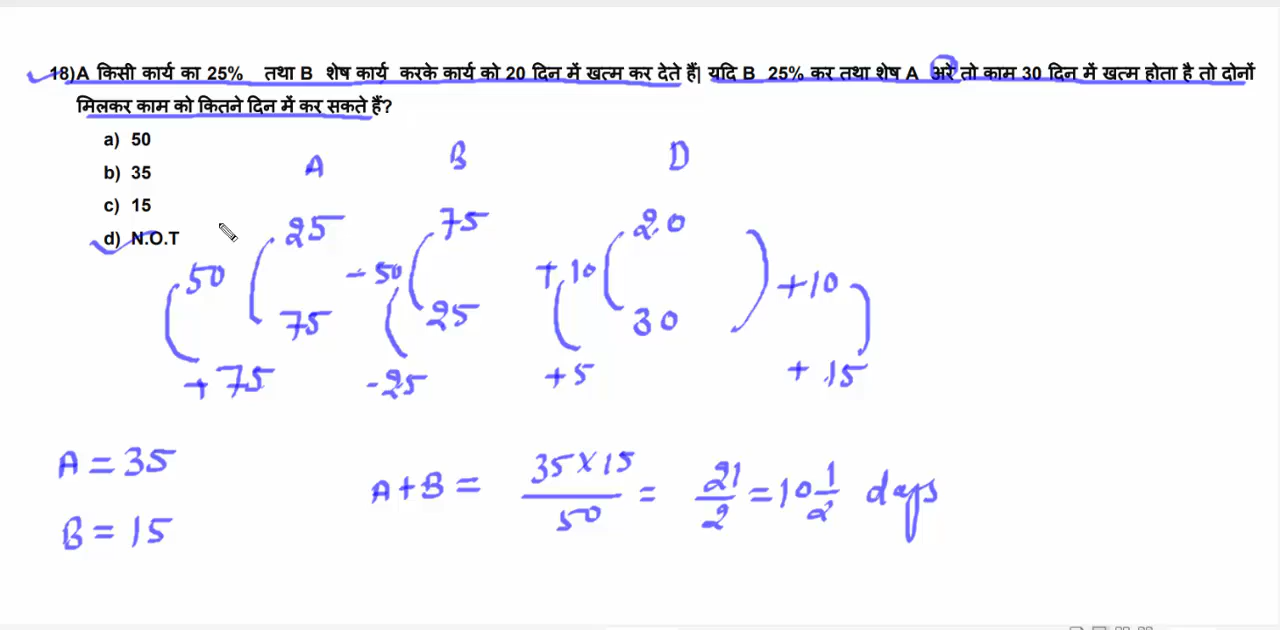 18)A किसी कार्य का 25% तथा B शेष कार्य करके कार्य को 20 दिन में खत्म कर देते हैं| यदि B 25% कर तथा शेष A अरे तो काम 30 दिन में खत्म होता है तो दोनों
मिलकर काम को कितने दिन में कर सकते हैं?
a) 50
b) 35
c) 15
d) N.O.T
A B D
25 75 20
50 - 50 + 10 + 10
75 25 30
+ 75 - 25 + 5 + 15
A = 35
B = 15
A + B = 35 × 15 / 50 = 21/2 = 10 1/2 days